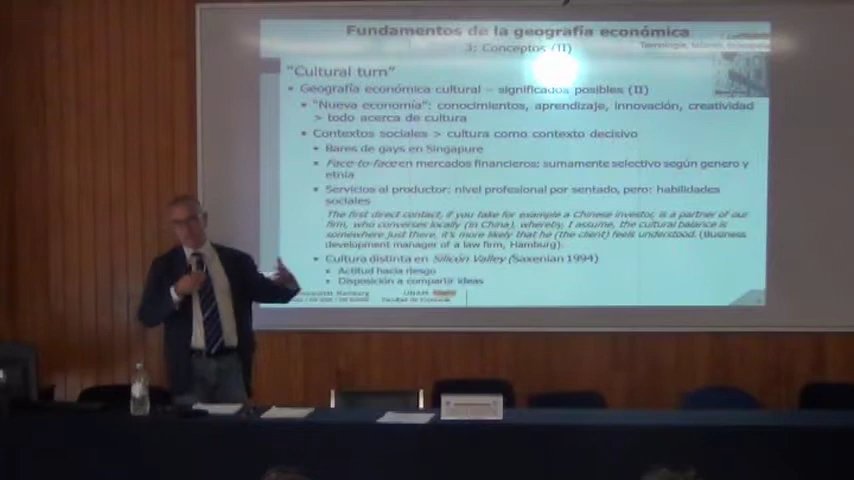 Fundamentos de la geografía económica
3: Conceptos (II)
"Cultural turn"
Geografía económica cultural – significados posibles (II)
"Nueva economía": conocimientos, aprendizaje, innovación, creatividad
> todo acerca de cultura
Contextos sociales > cultura como contexto decisivo
Bares de gays en Singapure
Face-to-face en mercados financieros; sumamente selectivo según genero y
etnia
Servicios al productor: nivel profesional por sentado, pero: habilidades
sociales
The first direct contact, if you take for example a Chinese investor, is a partner of our
firm, who converses locally (in China), whereby, I assume, the cultural balance is
somewhere just there, it's more likely that he (the client) feels understood. (Business
development manager of a law firm, Hamburg).
Cultura distinta en Silicon Valley (Saxenian 1994)
Actitud hacia riesgo
Disposición a compartir ideas
UNAM
Facultad de Economía